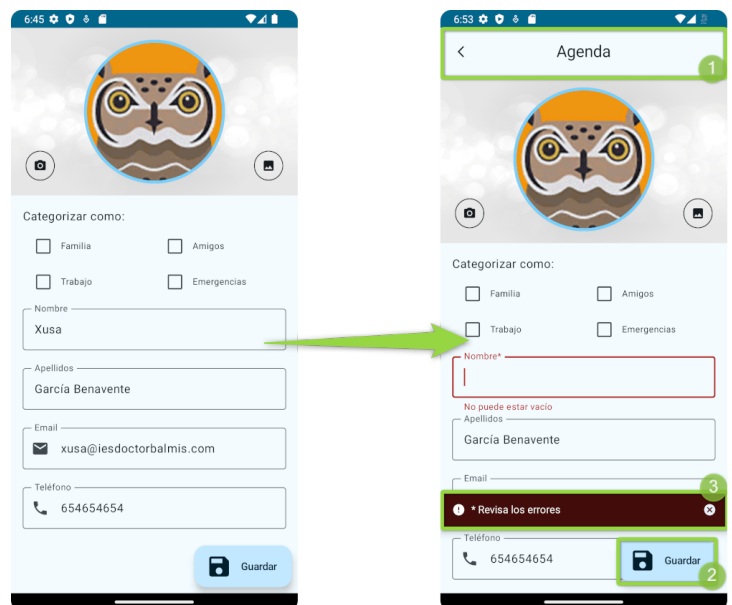 6:45
Categorizar como:
Familia
Amigos
Trabajo
Emergencias
Nombre
Xusa
Apellidos
García Benavente
Email
xusa@iesdoctorbalmis.com
Teléfono
654654654
Guardar
6:53
Agenda
1
Categorizar como:
Familia
Amigos
Trabajo
Emergencias
Nombre*
No puede estar vacío
Apellidos
García Benavente
Email
3
* Revisa los errores
Teléfono
654654654
Guardar
2